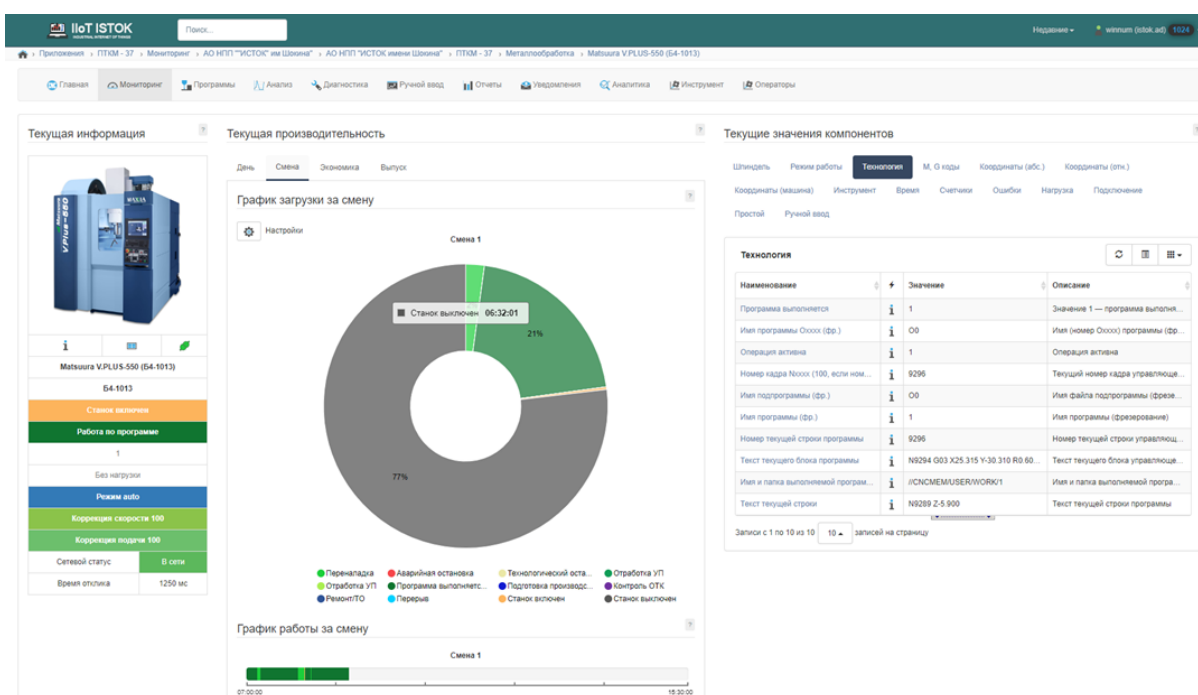 IIoT ISTOK
INDUSTRIAL INTERNET OF THINGS
Поиск...
Недавние
winnum (istok.ad) 1024
Приложения › ПТКМ - 37 › Мониторинг › АО НПП ""ИСТОК" им Шокина" › АО НПП "ИСТОК имени Шокина" › ПТКМ - 37 › Металлообработка › Matsuura V.PLUS-550 (Б4-1013)
Главная Мониторинг Программы Анализ Диагностика Ручной ввод Отчеты Уведомления Аналитика Инструмент Операторы
Текущая информация ?
MAXIA
Matsuura
V.Plus-550
i
Matsuura V.PLUS-550 (Б4-1013)
Б4-1013
Станок включен
Работа по программе
1
Без нагрузки
Режим auto
Коррекция скорости 100
Коррекция подачи 100
Сетевой статус В сети
Время отклика 1250 мс
Текущая производительность ?
День Смена Экономика Выпуск
График загрузки за смену ?
Настройки
Смена 1
Станок выключен 06:32:01
21%
77%
Переналадка Аварийная остановка Технологический оста... Отработка УП
Отработка УП Программа выполняетс... Подготовка производс... Контроль ОТК
Ремонт/ТО Перерыв Станок включен Станок выключен
График работы за смену ?
Смена 1
07:00:00 15:30:00
Текущие значения компонентов ?
Шпиндель Режим работы Технология M, G коды Координаты (абс.) Координаты (отн.)
Координаты (машина) Инструмент Время Счетчики Ошибки Нагрузка Подключение
Простой Ручной ввод
Технология
Наименование Значение Описание
Программа выполняется i 1 Значение 1 — программа выполня...
Имя программы Oxxxx (фр.) i O0 Имя (номер Oxxxx) программы (фр...
Операция активна i 1 Операция активна
Номер кадра Nxxxx (100, если ном... i 9296 Текущий номер кадра управляюще...
Имя подпрограммы (фр.) i O0 Имя файла подпрограммы (фрезе...
Имя программы (фр.) i 1 Имя программы (фрезерование)
Номер текущей строки программы i 9296 Номер текущей строки управляющ...
Текст текущего блока программы i N9294 G03 X25.315 Y-30.310 R0.60... Текст текущего блока управляюще...
Имя и папка выполняемой програм... i //CNCMEM/USER/WORK/1 Имя и папка выполняемой програ...
Текст текущей строки i N9289 Z-5.900 Текст текущей строки программы
Записи с 1 по 10 из 10 10 записей на страницу